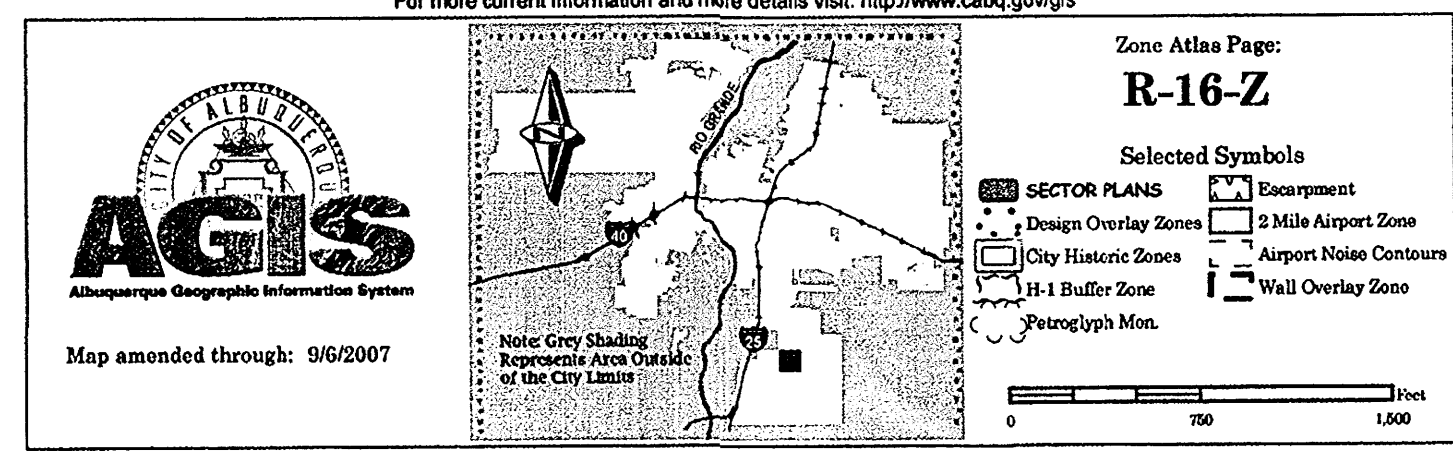 For more current information and more details visit: http://www.cabq.gov/gis
CITY OF ALBUQUERQUE
AGIS
Albuquerque Geographic Information System
Map amended through: 9/6/2007
RIO GRANDE
N
40
25
Note: Grey Shading
Represents Area Outside
of the City Limits
Zone Atlas Page:
R-16-Z
Selected Symbols
SECTOR PLANS
Escarpment
Design Overlay Zones
2 Mile Airport Zone
City Historic Zones
Airport Noise Contours
H-1 Buffer Zone
Wall Overlay Zone
Petroglyph Mon.
Feet
0
750
1,500